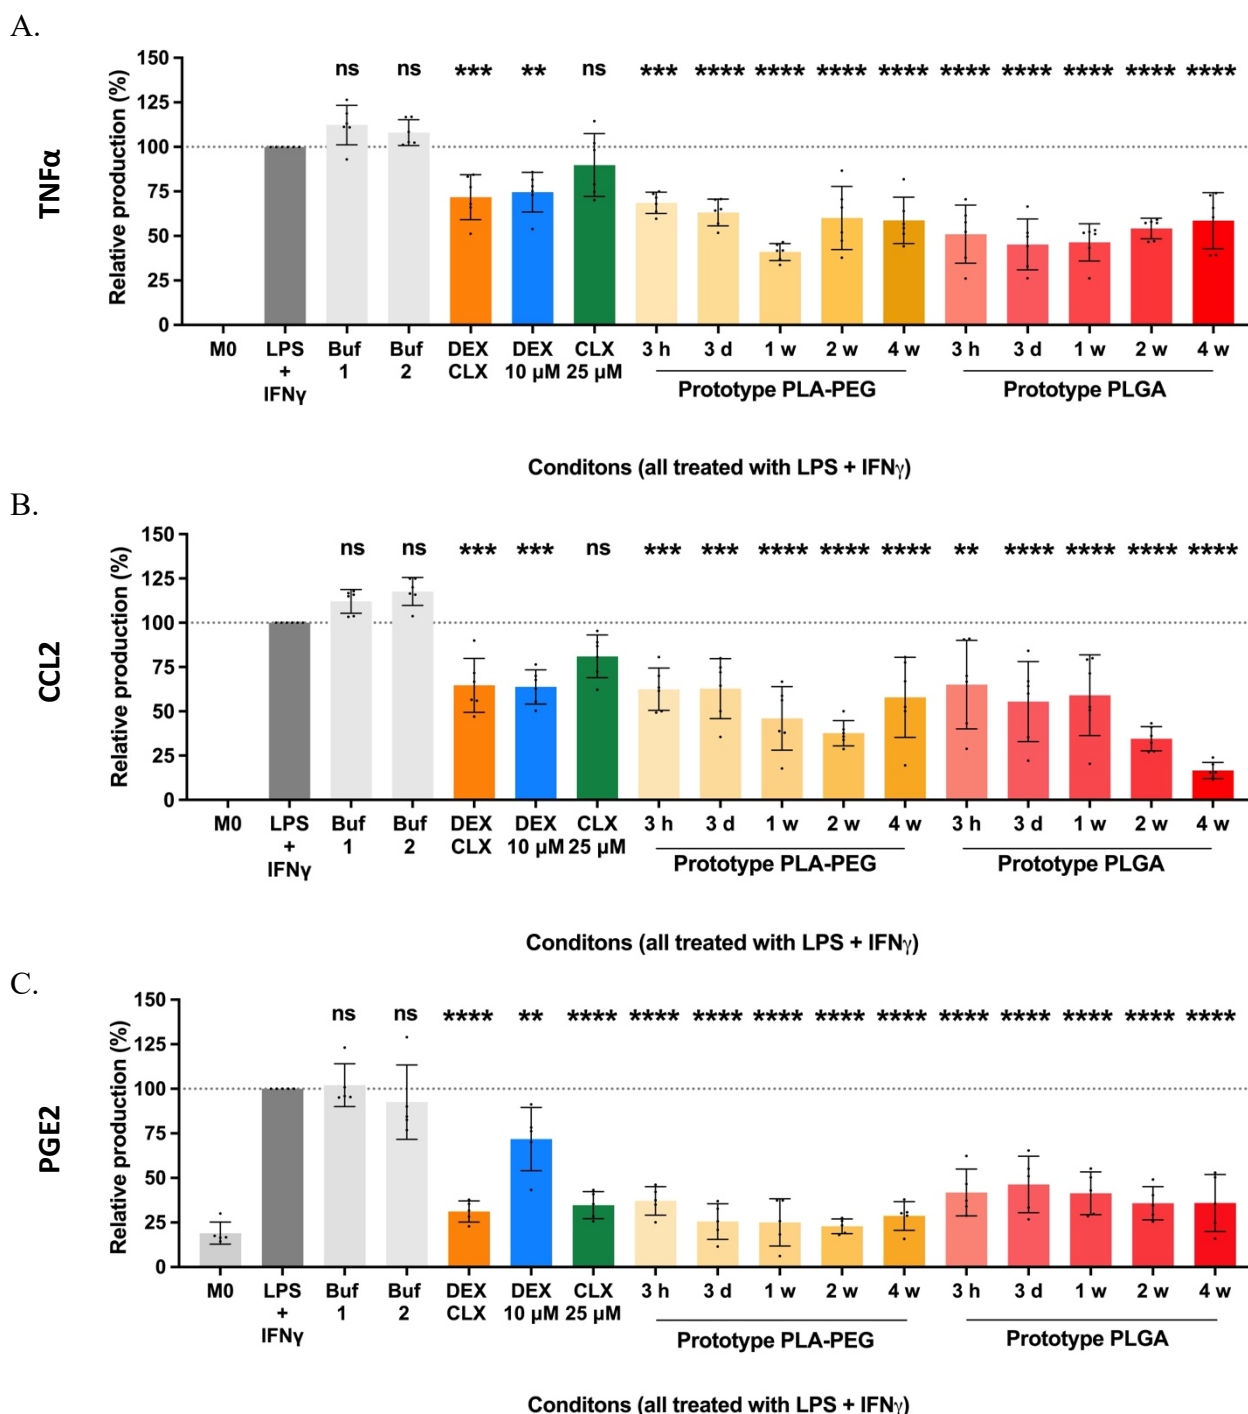 A.
TNFα
Relative production (%)
150
125
100
75
50
25
0
ns ns *** ** ns *** **** **** **** **** **** **** **** **** ****
M0 LPS Buf Buf DEX DEX CLX 3 h 3 d 1 w 2 w 4 w 3 h 3 d 1 w 2 w 4 w
+ 1 2 CLX 10 μM 25 μM
IFNγ
Prototype PLA-PEG Prototype PLGA
Conditons (all treated with LPS + IFNγ)
B.
CCL2
Relative production (%)
150
125
100
75
50
25
0
ns ns *** *** ns *** *** **** **** **** ** **** **** **** ****
M0 LPS Buf Buf DEX DEX CLX 3 h 3 d 1 w 2 w 4 w 3 h 3 d 1 w 2 w 4 w
+ 1 2 CLX 10 μM 25 μM
IFNγ
Prototype PLA-PEG Prototype PLGA
Conditons (all treated with LPS + IFNγ)
C.
PGE2
Relative production (%)
150
125
100
75
50
25
0
ns ns **** ** **** **** **** **** **** **** **** **** **** **** ****
M0 LPS Buf Buf DEX DEX CLX 3 h 3 d 1 w 2 w 4 w 3 h 3 d 1 w 2 w 4 w
+ 1 2 CLX 10 μM 25 μM
IFNγ
Prototype PLA-PEG Prototype PLGA
Conditons (all treated with LPS + IFNγ)